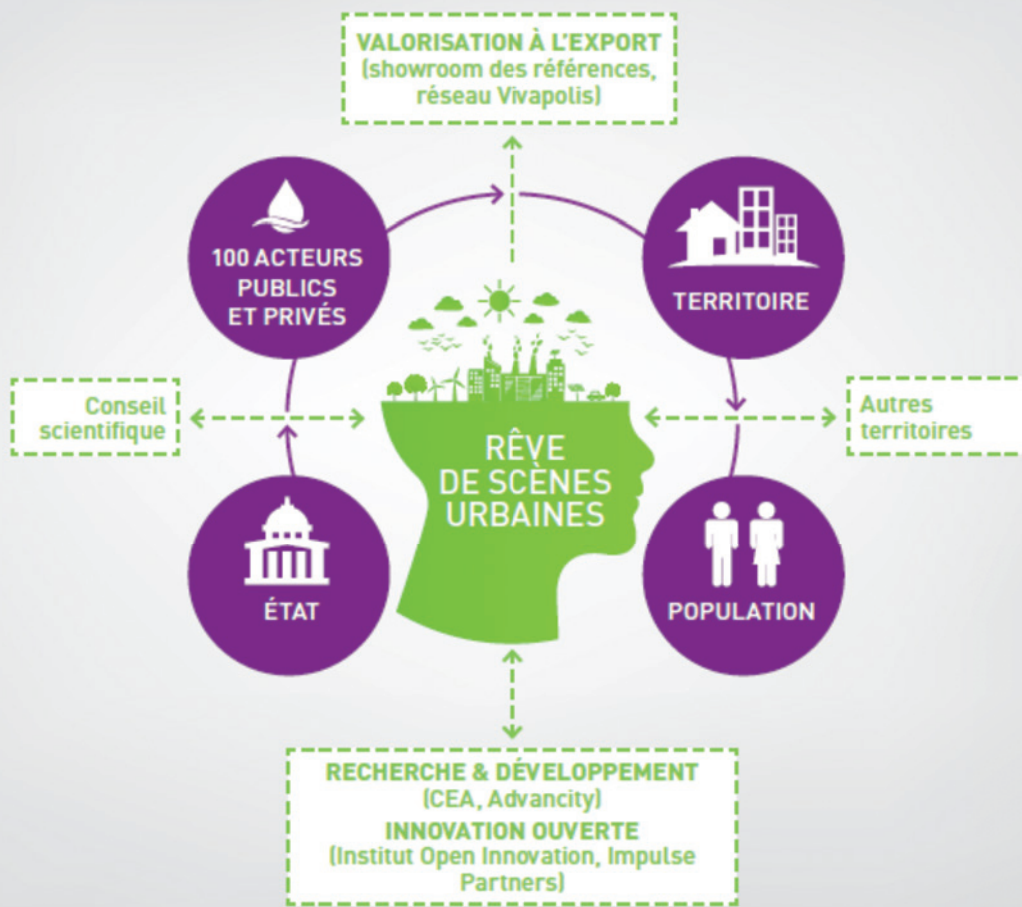 VALORISATION À L'EXPORT
(showroom des références,
réseau Vivapolis)
100 ACTEURS
PUBLICS
ET PRIVÉS
TERRITOIRE
Conseil
scientifique
RÊVE
DE SCÈNES
URBAINES
Autres
territoires
ÉTAT
POPULATION
RECHERCHE & DÉVELOPPEMENT
(CEA, Advancity)
INNOVATION OUVERTE
(Institut Open Innovation, Impulse
Partners)